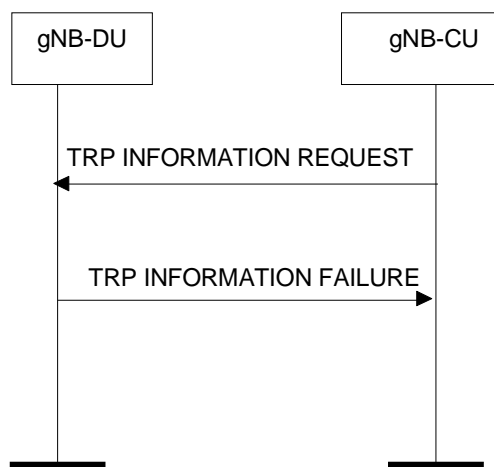 gNB-DU
gNB-CU
TRP INFORMATION REQUEST
TRP INFORMATION FAILURE